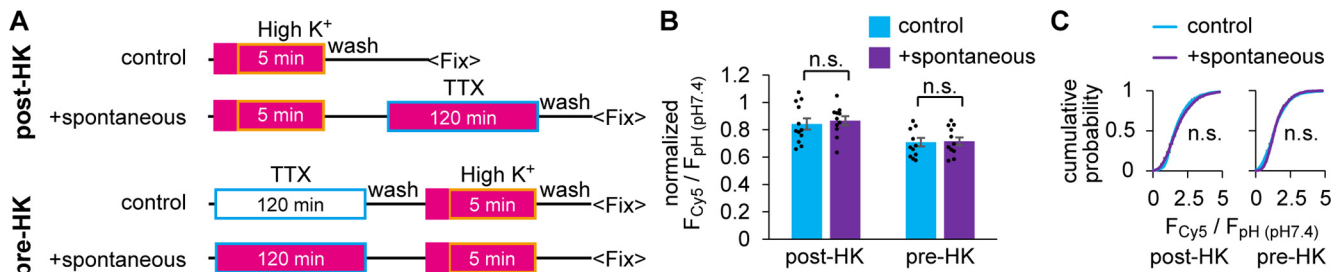 A
post-HK
High K+
control
5 min
wash
<Fix>
TTX
+spontaneous
5 min
120 min
wash
<Fix>
pre-HK
TTX
High K+
control
120 min
wash
5 min
wash
<Fix>
+spontaneous
120 min
5 min
<Fix>
B
control
+spontaneous
normalized
FCy5 / FpH (pH7.4)
1.2
1
0.8
0.6
0.4
0.2
0
n.s.
n.s.
post-HK
pre-HK
C
control
+spontaneous
cumulative
probability
1
0.5
0
n.s.
n.s.
0 2.5 5
0 2.5 5
FCy5 / FpH (pH7.4)
post-HK pre-HK